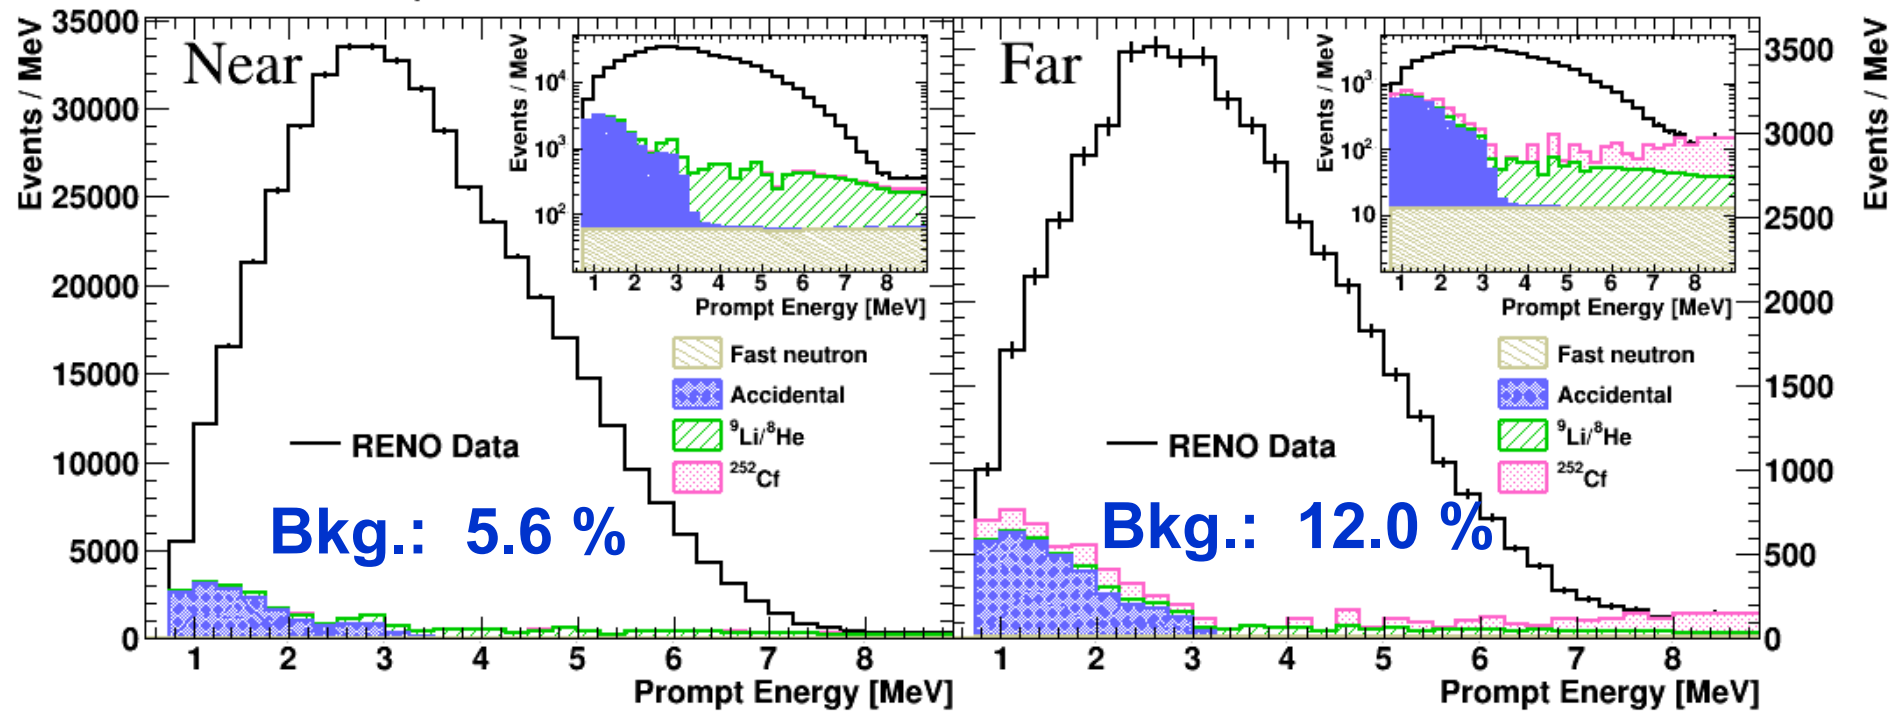 Near
Events / MeV
35000
30000
25000
20000
15000
10000
5000
0
1 2 3 4 5 6 7 8
Prompt Energy [MeV]
Events / MeV
10⁴
10³
10²
1 2 3 4 5 6 7 8
Prompt Energy [MeV]
Fast neutron
Accidental
⁹Li/⁸He
²⁵²Cf
RENO Data
Bkg.: 5.6 %
Far
Events / MeV
3500
3000
2500
2000
1500
1000
500
0
1 2 3 4 5 6 7 8
Prompt Energy [MeV]
Events / MeV
10³
10²
10
1 2 3 4 5 6 7 8
Prompt Energy [MeV]
Fast neutron
Accidental
⁹Li/⁸He
²⁵²Cf
RENO Data
Bkg.: 12.0 %